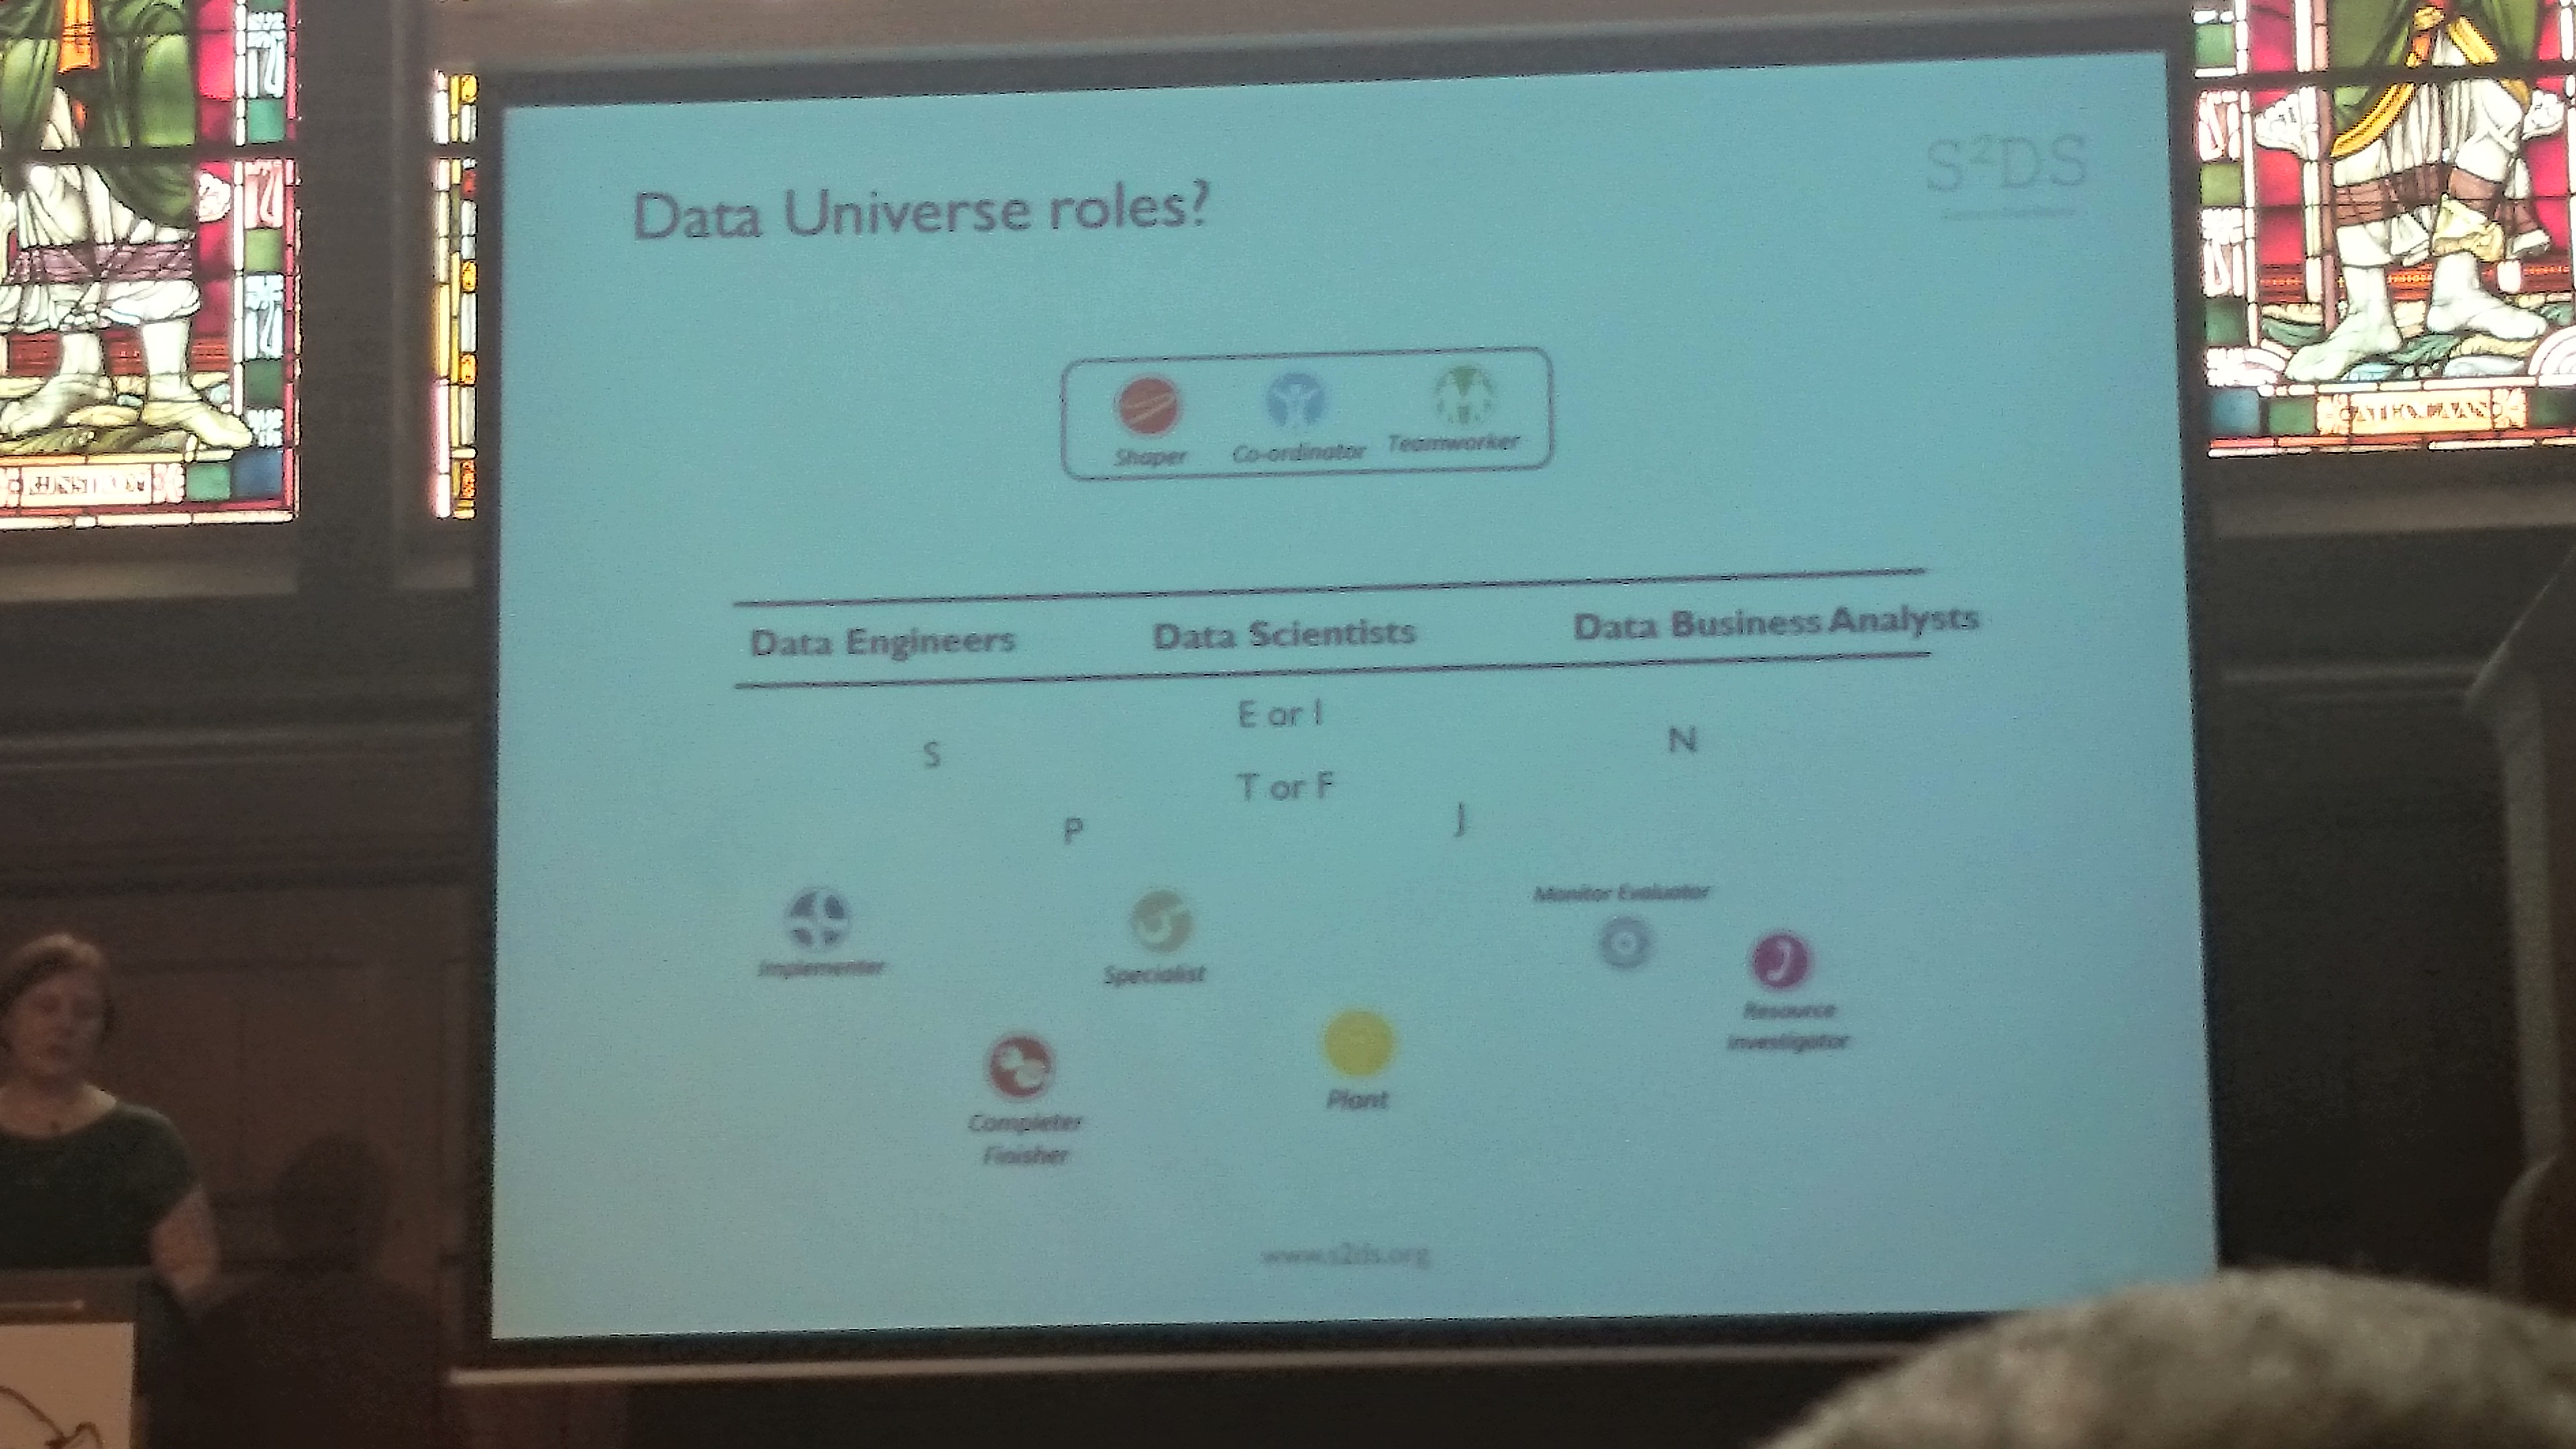 S²DS
Data Universe roles?
Shaper Co-ordinator Teamworker
Data Engineers Data Scientists Data Business Analysts
E or I
S N
T or F
P J
Monitor Evaluator
Implementer Specialist
Resource
Investigator
Plant
Completer
Finisher
www.s2ds.org